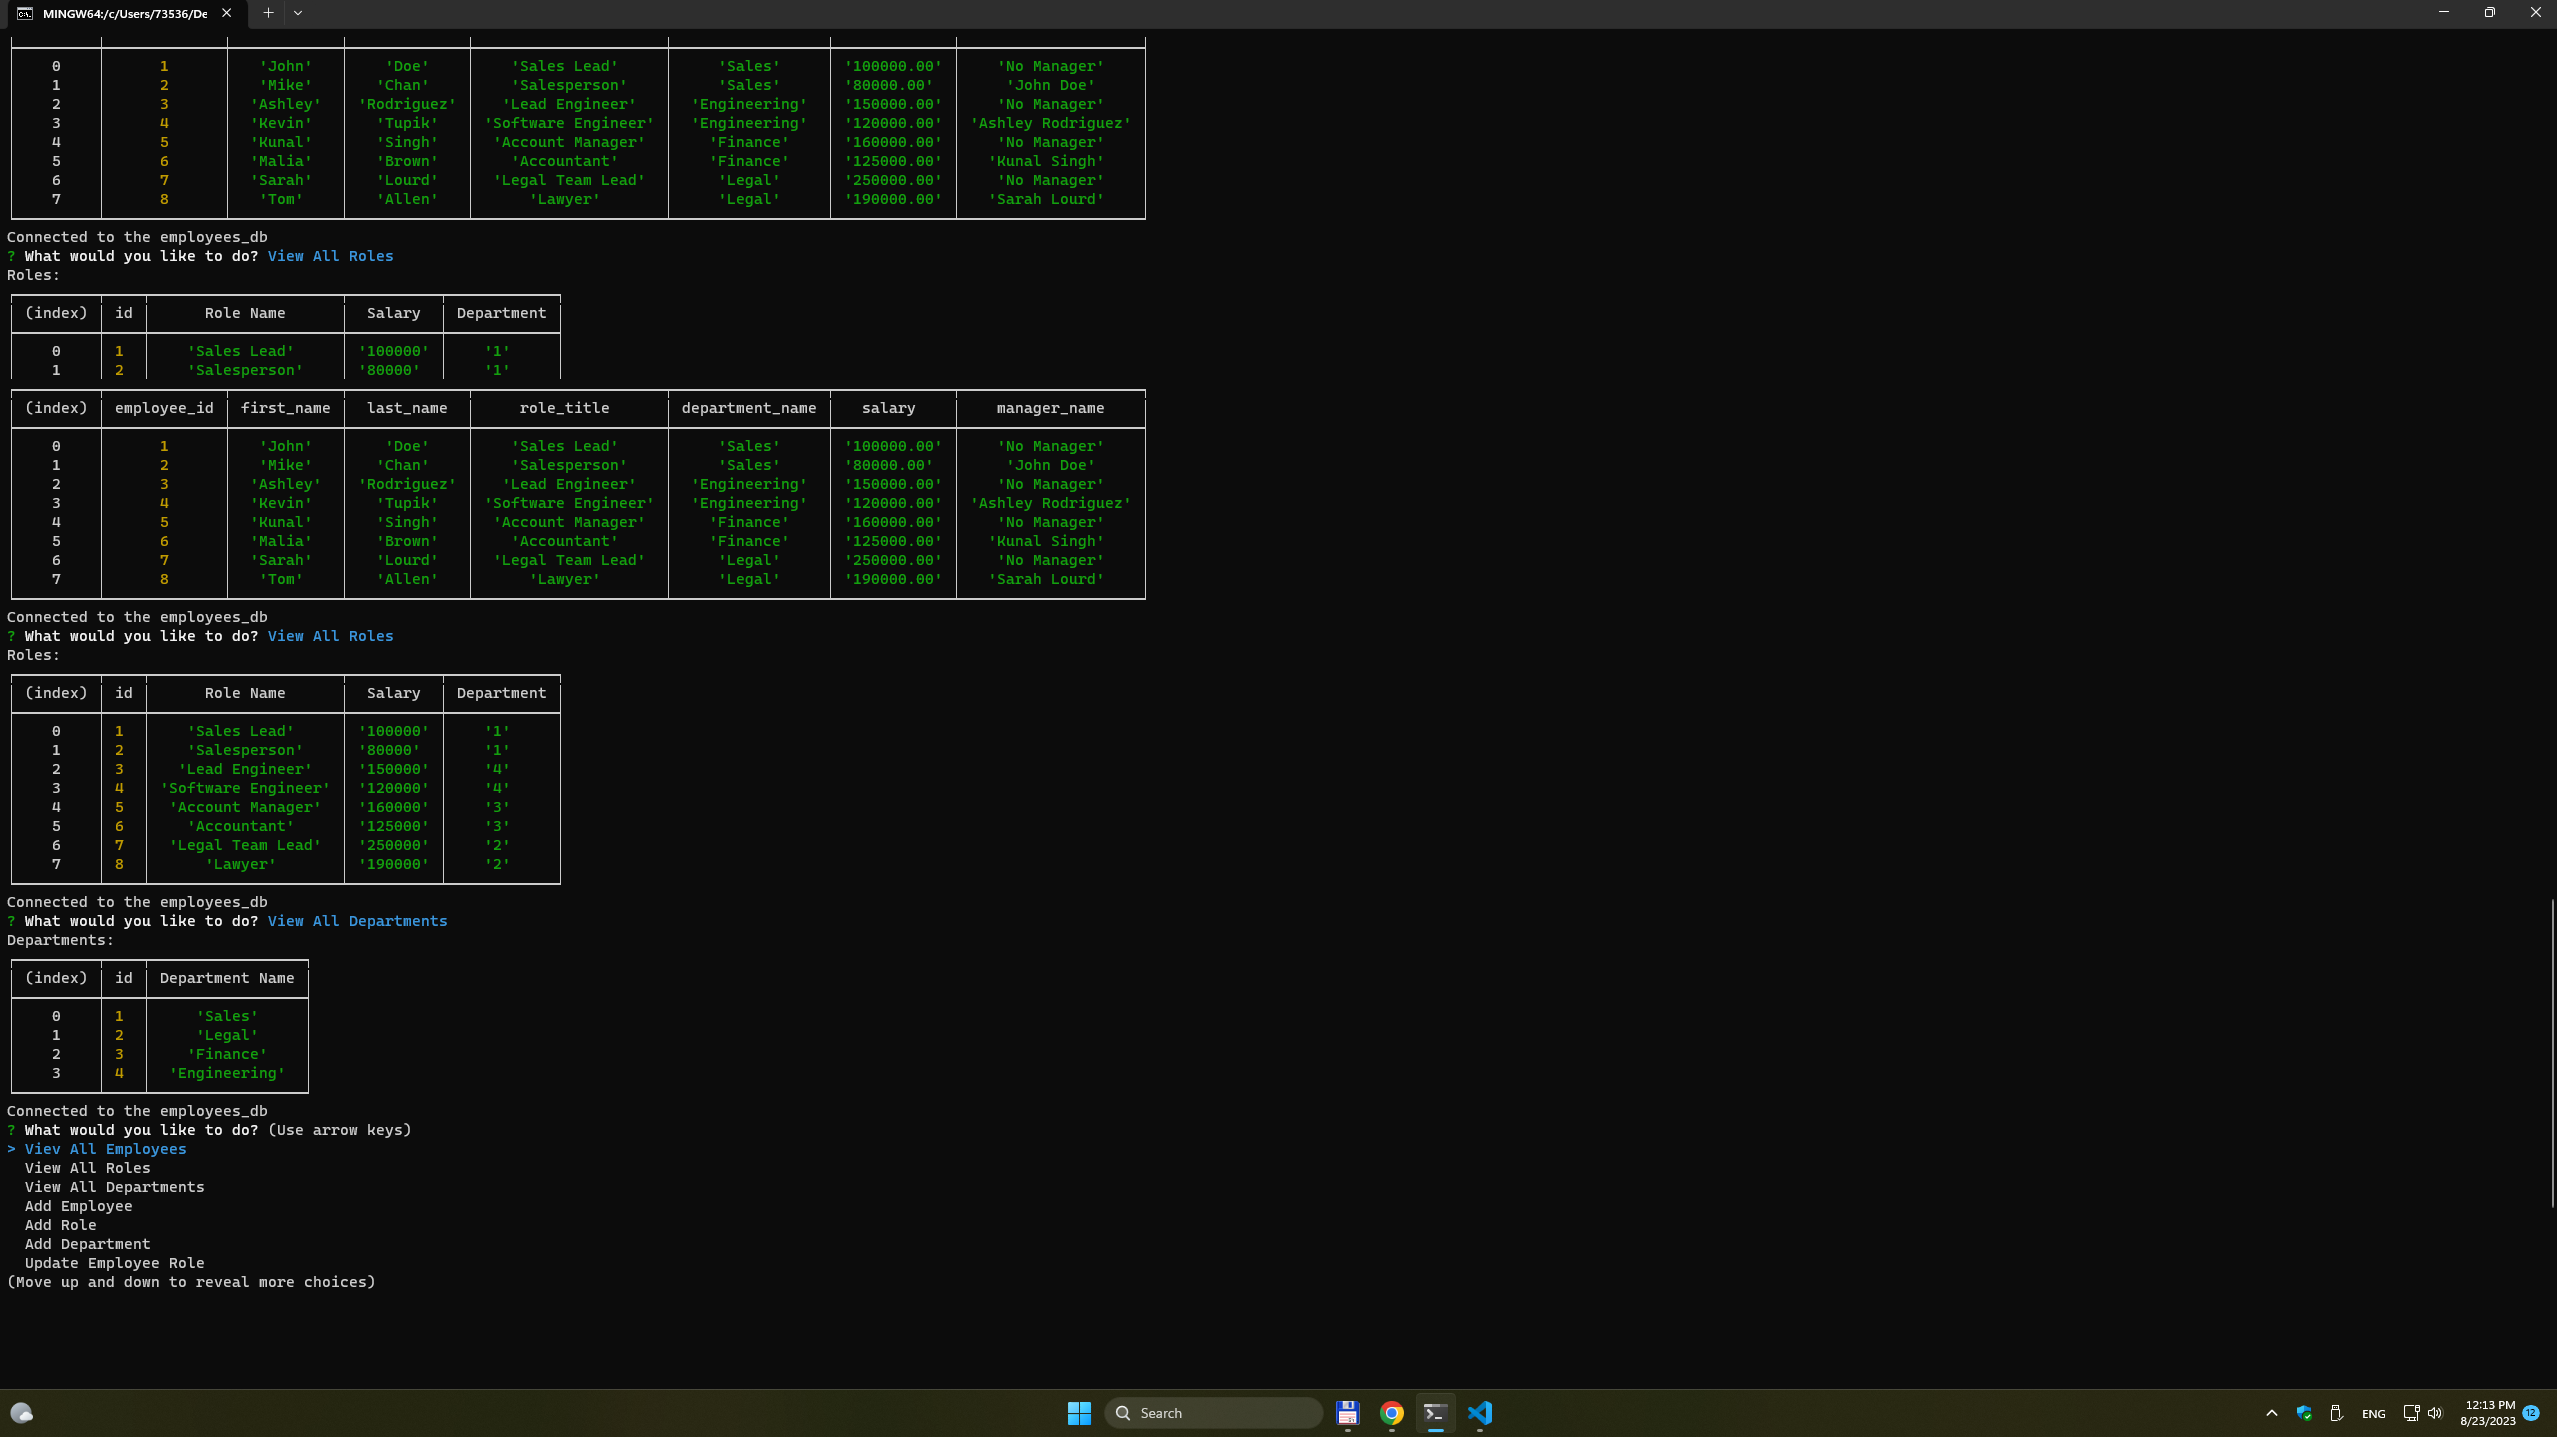 MINGW64:/c/Users/73536/De
0 1 'John' 'Doe' 'Sales Lead' 'Sales' '100000.00' 'No Manager'
1 2 'Mike' 'Chan' 'Salesperson' 'Sales' '80000.00' 'John Doe'
2 3 'Ashley' 'Rodriguez' 'Lead Engineer' 'Engineering' '150000.00' 'No Manager'
3 4 'Kevin' 'Tupik' 'Software Engineer' 'Engineering' '120000.00' 'Ashley Rodriguez'
4 5 'Kunal' 'Singh' 'Account Manager' 'Finance' '160000.00' 'No Manager'
5 6 'Malia' 'Brown' 'Accountant' 'Finance' '125000.00' 'Kunal Singh'
6 7 'Sarah' 'Lourd' 'Legal Team Lead' 'Legal' '250000.00' 'No Manager'
7 8 'Tom' 'Allen' 'Lawyer' 'Legal' '190000.00' 'Sarah Lourd'
Connected to the employees_db
? What would you like to do? View All Roles
Roles:
(index) id Role Name Salary Department
0 1 'Sales Lead' '100000' '1'
1 2 'Salesperson' '80000' '1'
(index) employee_id first_name last_name role_title department_name salary manager_name
0 1 'John' 'Doe' 'Sales Lead' 'Sales' '100000.00' 'No Manager'
1 2 'Mike' 'Chan' 'Salesperson' 'Sales' '80000.00' 'John Doe'
2 3 'Ashley' 'Rodriguez' 'Lead Engineer' 'Engineering' '150000.00' 'No Manager'
3 4 'Kevin' 'Tupik' 'Software Engineer' 'Engineering' '120000.00' 'Ashley Rodriguez'
4 5 'Kunal' 'Singh' 'Account Manager' 'Finance' '160000.00' 'No Manager'
5 6 'Malia' 'Brown' 'Accountant' 'Finance' '125000.00' 'Kunal Singh'
6 7 'Sarah' 'Lourd' 'Legal Team Lead' 'Legal' '250000.00' 'No Manager'
7 8 'Tom' 'Allen' 'Lawyer' 'Legal' '190000.00' 'Sarah Lourd'
Connected to the employees_db
? What would you like to do? View All Roles
Roles:
(index) id Role Name Salary Department
0 1 'Sales Lead' '100000' '1'
1 2 'Salesperson' '80000' '1'
2 3 'Lead Engineer' '150000' '4'
3 4 'Software Engineer' '120000' '4'
4 5 'Account Manager' '160000' '3'
5 6 'Accountant' '125000' '3'
6 7 'Legal Team Lead' '250000' '2'
7 8 'Lawyer' '190000' '2'
Connected to the employees_db
? What would you like to do? View All Departments
Departments:
(index) id Department Name
0 1 'Sales'
1 2 'Legal'
2 3 'Finance'
3 4 'Engineering'
Connected to the employees_db
? What would you like to do? (Use arrow keys)
> Viev All Employees
View All Roles
View All Departments
Add Employee
Add Role
Add Department
Update Employee Role
(Move up and down to reveal more choices)
Search
ENG
12:13 PM
8/23/2023
12